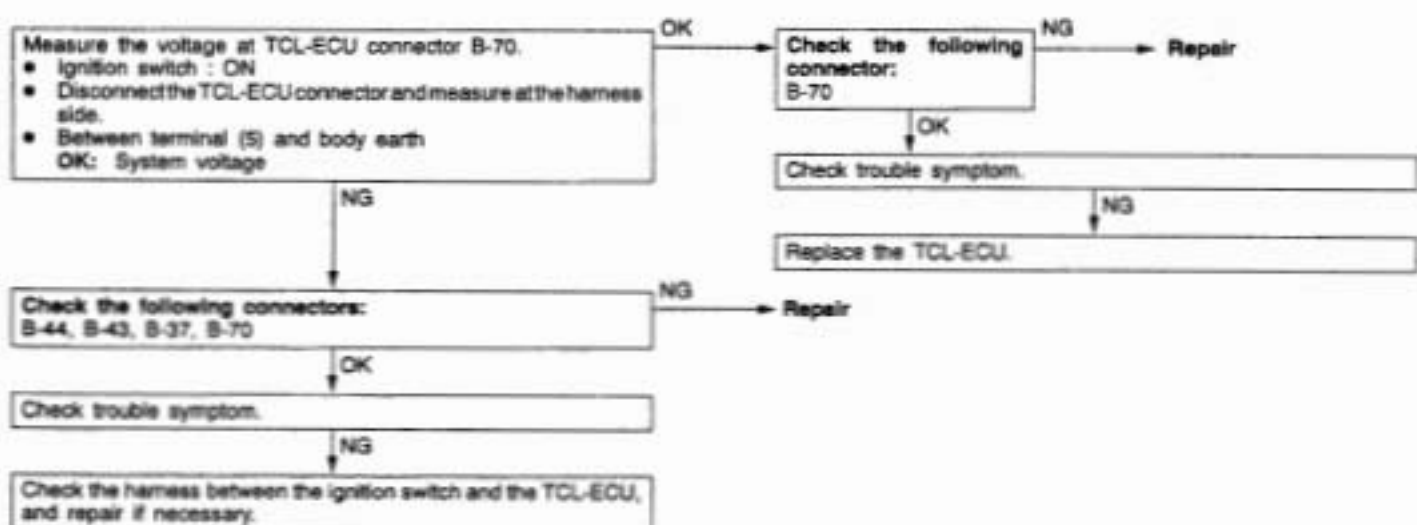 Measure the voltage at TCL-ECU connector B-70.
● Ignition switch : ON
● Disconnect the TCL-ECU connector and measure at the harness
side.
● Between terminal (5) and body earth
OK: System voltage
OK
Check the following
connector:
B-70
NG
Repair
OK
Check trouble symptom.
NG
Replace the TCL-ECU.
NG
Check the following connectors:
B-44, B-43, B-37, B-70
NG
Repair
OK
Check trouble symptom.
NG
Check the harness between the ignition switch and the TCL-ECU,
and repair if necessary.